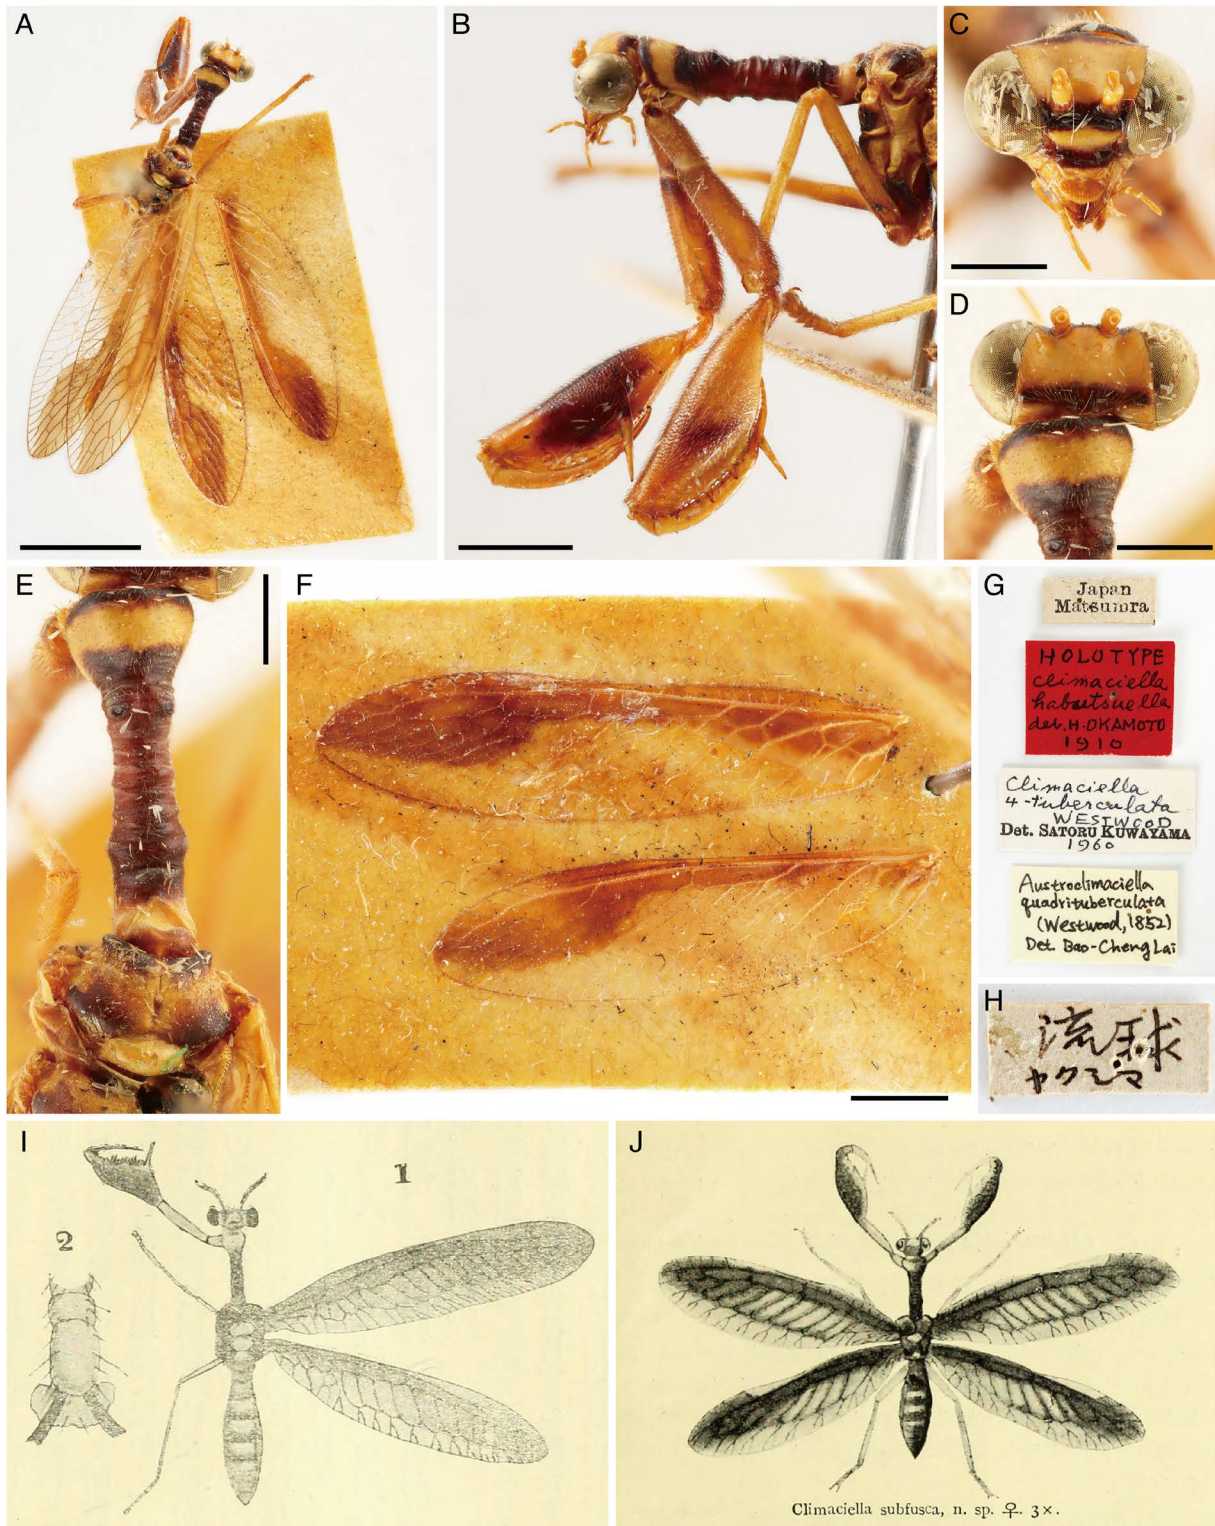 A
B
C
D
E
F
G
Japan
Matsumra
HOLOTYPE
climaciella
habutsuella
det. H. OKAMOTO
1910
Climaciella
4-tuberculata
WESTWOOD
Det. SATORU KUWAYAMA
1960
Austroclimaciella
quadrituberculata
(Westwood, 1852)
Det. Bao-Cheng Lai
H
流球
ヤクシマ
I
1
2
J
Climaciella subfusca, n. sp. ♀. 3×.